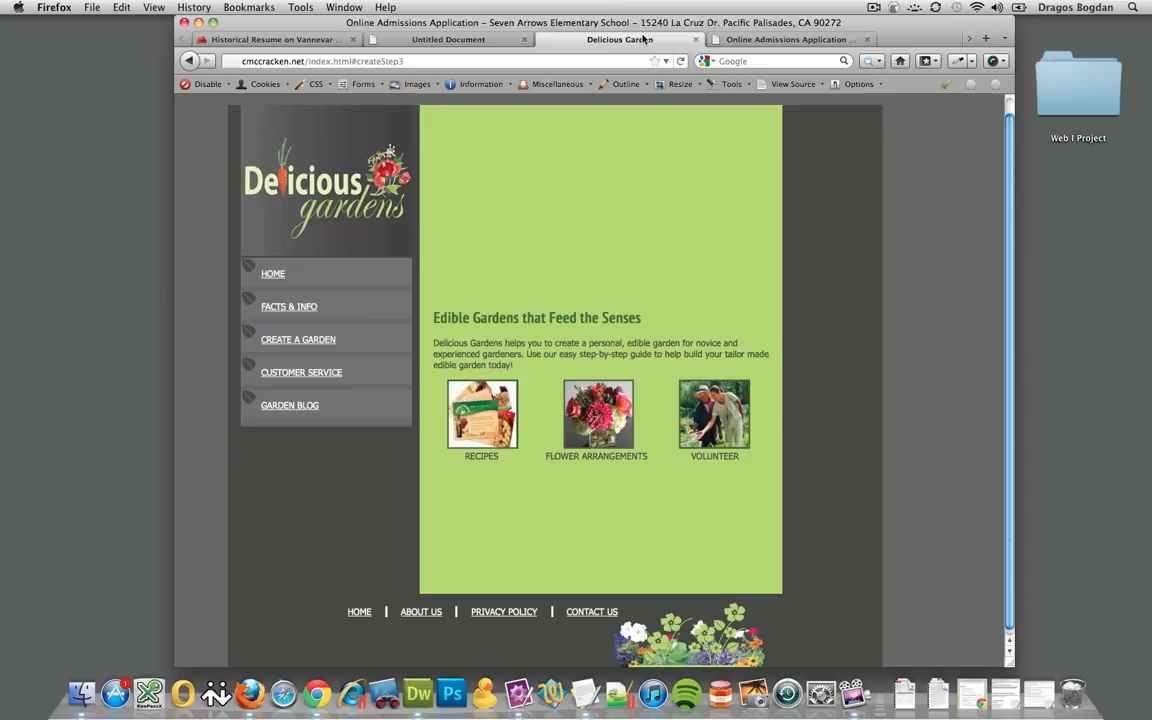 Firefox File Edit View History Bookmarks Tools Window Help Dragos Bogdan
Online Admissions Application – Seven Arrows Elementary School – 15240 La Cruz Dr. Pacific Palisades, CA 90272
Historical Resume on Vannevar ... Untitled Document Delicious Garden Online Admissions Application ...
cmccracken.net/index.html#createStep3 Google
Disable Cookies CSS Forms Images Information Miscellaneous Outline Resize Tools View Source Options
Web I Project
Delicious
gardens
HOME
FACTS & INFO
CREATE A GARDEN
CUSTOMER SERVICE
GARDEN BLOG
Edible Gardens that Feed the Senses
Delicious Gardens helps you to create a personal, edible garden for novice and
experienced gardeners. Use our easy step-by-step guide to help build your tailor made
edible garden today!
RECIPES FLOWER ARRANGEMENTS VOLUNTEER
HOME | ABOUT US | PRIVACY POLICY | CONTACT US
Dw Ps